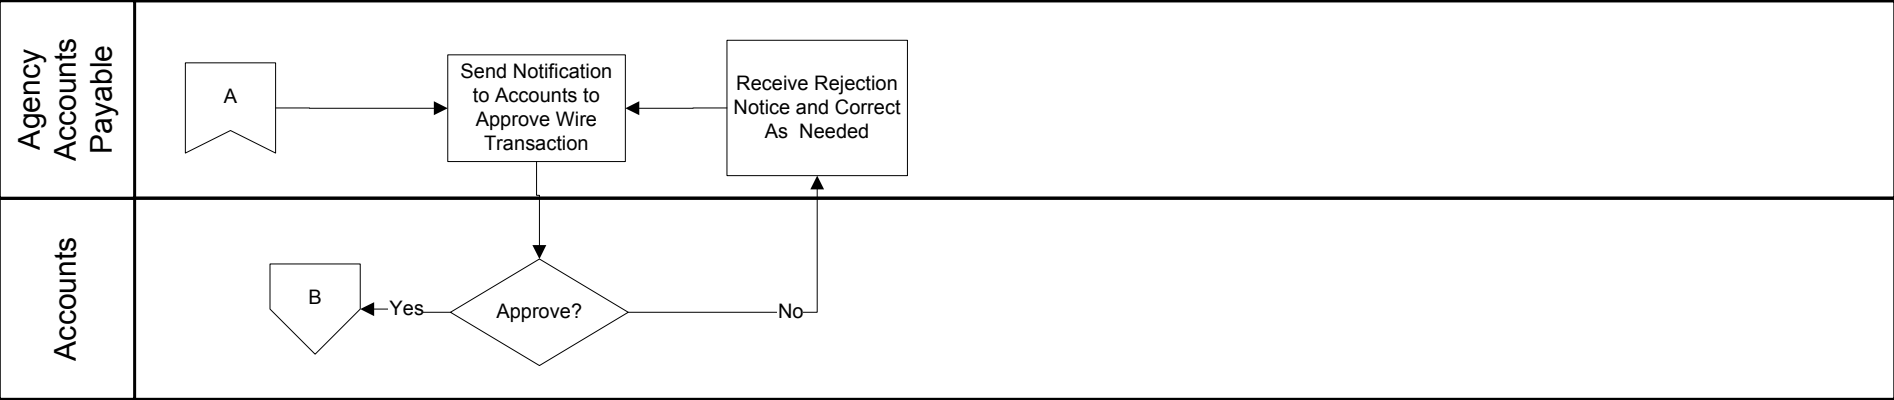 Agency
Accounts
Payable
A
Send Notification
to Accounts to
Approve Wire
Transaction
Receive Rejection
Notice and Correct
As  Needed
Accounts
B
Yes
Approve?
No